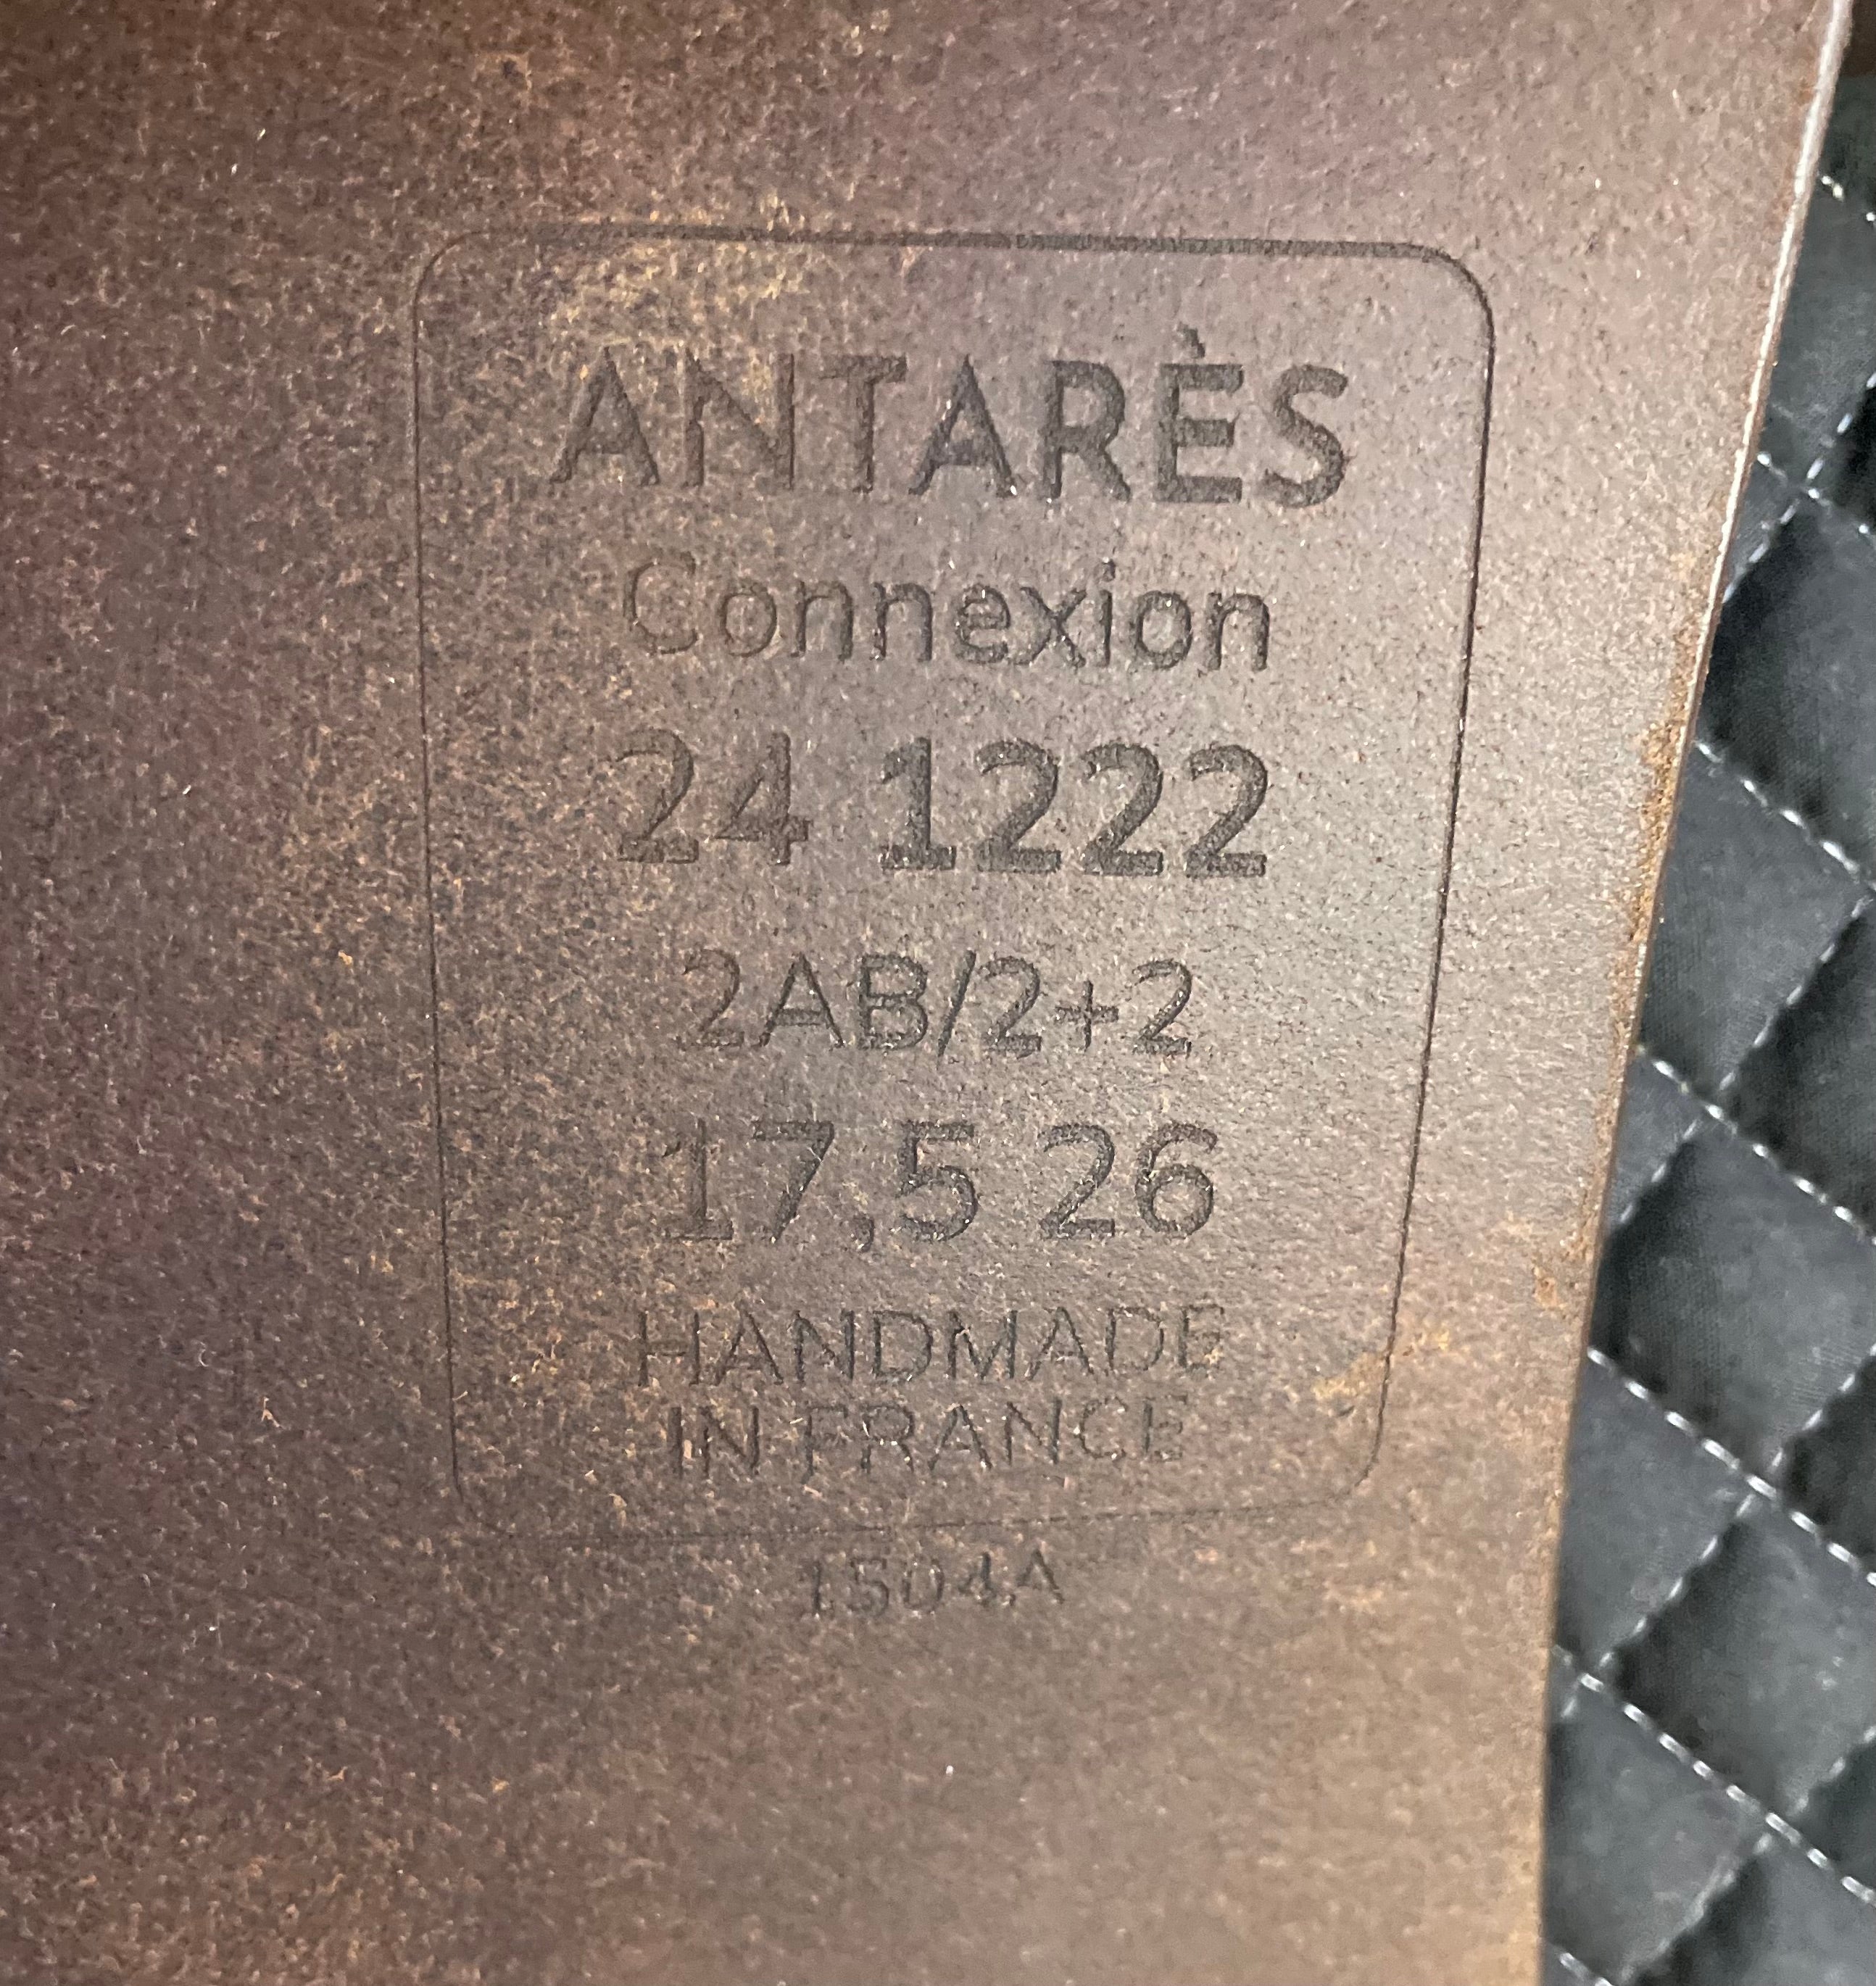 ANTARÈS
Connexion
24 1222
2AB/2+2
17,5 26
HANDMADE
IN FRANCE
1504A